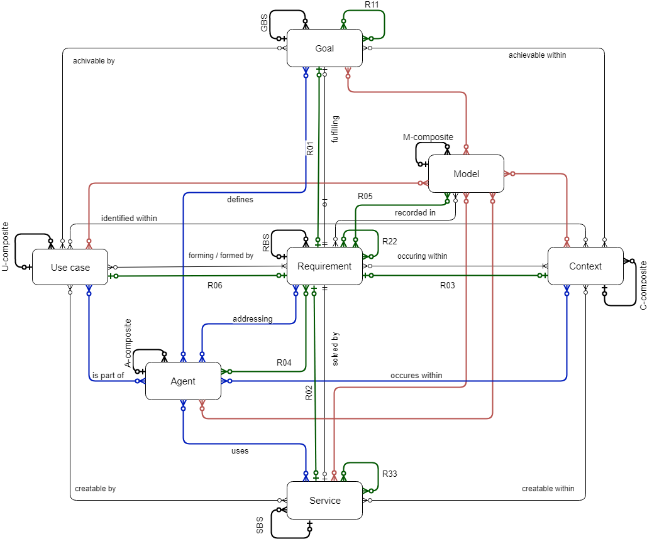 R11
GBS
Goal
achivable by
achievable within
fulfilling
R01
M-composite
Model
defines
R05
recorded in
identified within
U-composite
RBS
R22
Use case
forming / formed by
Requirement
occuring within
Context
R06
R03
C-composite
addressing
A-composite
solved by
R04
is part of
Agent
R02
occures within
uses
R33
creatable by
creatable within
Service
SBS